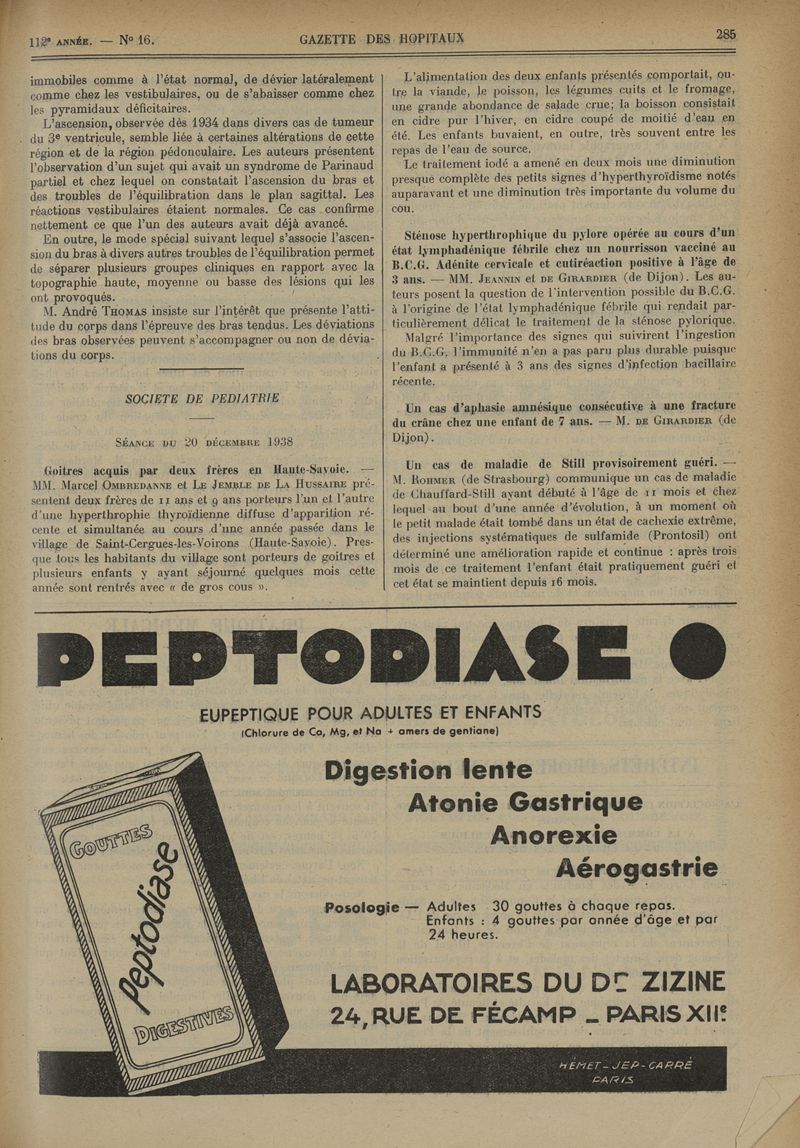 112e ANNÉE. — No 16.
GAZETTE DES HOPITAUX
285
immobiles comme à l'état normal, de dévier latéralement
comme chez les vestibulaires, ou de s'abaisser comme chez
les pyramidaux déficitaires.
L'ascension, observée dès 1934 dans divers cas de tumeur
du 3e ventricule, semble liée à certaines altérations de cette
région et de la région pédonculaire. Les auteurs présentent
l'observation d'un sujet qui avait un syndrome de Parinaud
partiel et chez lequel on constatait l'ascension du bras et
des troubles de l'équilibration dans le plan sagittal. Les
réactions vestibulaires étaient normales. Ce cas confirme
nettement ce que l'un des auteurs avait déjà avancé.
En outre, le mode spécial suivant lequel s'associe l'ascen-
sion du bras à divers autres troubles de l'équilibration permet
de séparer plusieurs groupes cliniques en rapport avec la
topographie haute, moyenne ou basse des lésions qui les
ont provoqués.
M. André THOMAS insiste sur l'intérêt que présente l'atti-
tude du corps dans l'épreuve des bras tendus. Les déviations
des bras observées peuvent s'accompagner ou non de dévia-
tions du corps.
SOCIETE DE PEDIATRIE
SÉANCE DU 20 DÉCEMBRE 1938
Goitres acquis par deux frères en Haute-Savoie. —
MM. Marcel OMBREDANNE et LE JEMBLE DE LA HUSSAIRE pré-
sentent deux frères de 11 ans et 9 ans porteurs l'un et l'autre
d'une hyperthrophie thyroïdienne diffuse d'apparition ré-
cente et simultanée au cours d'une année passée dans le
village de Saint-Cergues-les-Voirons (Haute-Savoie). Pres-
que tous les habitants du village sont porteurs de goitres et
plusieurs enfants y ayant séjourné quelques mois cette
année sont rentrés avec « de gros cous ».
L'alimentation des deux enfants présentés comportait, ou-
tre la viande, le poisson, les légumes cuits et le fromage,
une grande abondance de salade crue; la boisson consistait
en cidre pur l'hiver, en cidre coupé de moitié d'eau en
été. Les enfants buvaient, en outre, très souvent entre les
repas de l'eau de source.
Le traitement iodé a amené en deux mois une diminution
presque complète des petits signes d'hyperthyroïdisme notés
auparavant et une diminution très importante du volume du
cou.
Sténose hyperthrophique du pylore opérée au cours d'un
état lymphadénique fébrile chez un nourrisson vacciné au
B.C.G. Adénite cervicale et cutiréaction positive à l'âge de
3 ans. — MM. JEANNIN et DE GIRARDIER (de Dijon). Les au-
teurs posent la question de l'intervention possible du B.C.G.
à l'origine de l'état lymphadénique fébrile qui rendait par-
ticulièrement délicat le traitement de la sténose pylorique.
Malgré l'importance des signes qui suivirent l'ingestion
du B.C.G. l'immunité n'en a pas paru plus durable puisque
l'enfant a présenté à 3 ans des signes d'infection bacillaire
récente.
Un cas d'aphasie amnésique consécutive à une fracture
du crâne chez une enfant de 7 ans. — M. DE GIRARDIER (de
Dijon).
Un cas de maladie de Still provisoirement guéri. —
M. ROHMER (de Strasbourg) communique un cas de maladie
de Chauffard-Still ayant débuté à l'âge de 11 mois et chez
lequel au bout d'une année d'évolution, à un moment où
le petit malade était tombé dans un état de cachexie extrême,
des injections systématiques de sulfamide (Prontosil) ont
déterminé une amélioration rapide et continue : après trois
mois de ce traitement l'enfant était pratiquement guéri et
cet état se maintient depuis 16 mois.
PEPTODIASE
EUPEPTIQUE POUR ADULTES ET ENFANTS
(Chlorure de Ca, Mg, et Na + amers de gentiane)
Digestion lente
Atonie Gastrique
Anorexie
Aérogastrie
GOUTTES
Peptodiase
DIGESTIVES
Posologie — Adultes 30 gouttes à chaque repas.
Enfants : 4 gouttes par année d'âge et par
24 heures.
LABORATOIRES DU Dr ZIZINE
24, RUE DE FÉCAMP - PARIS XIIe
HEMET-JEP-CARRÉ
PARIS